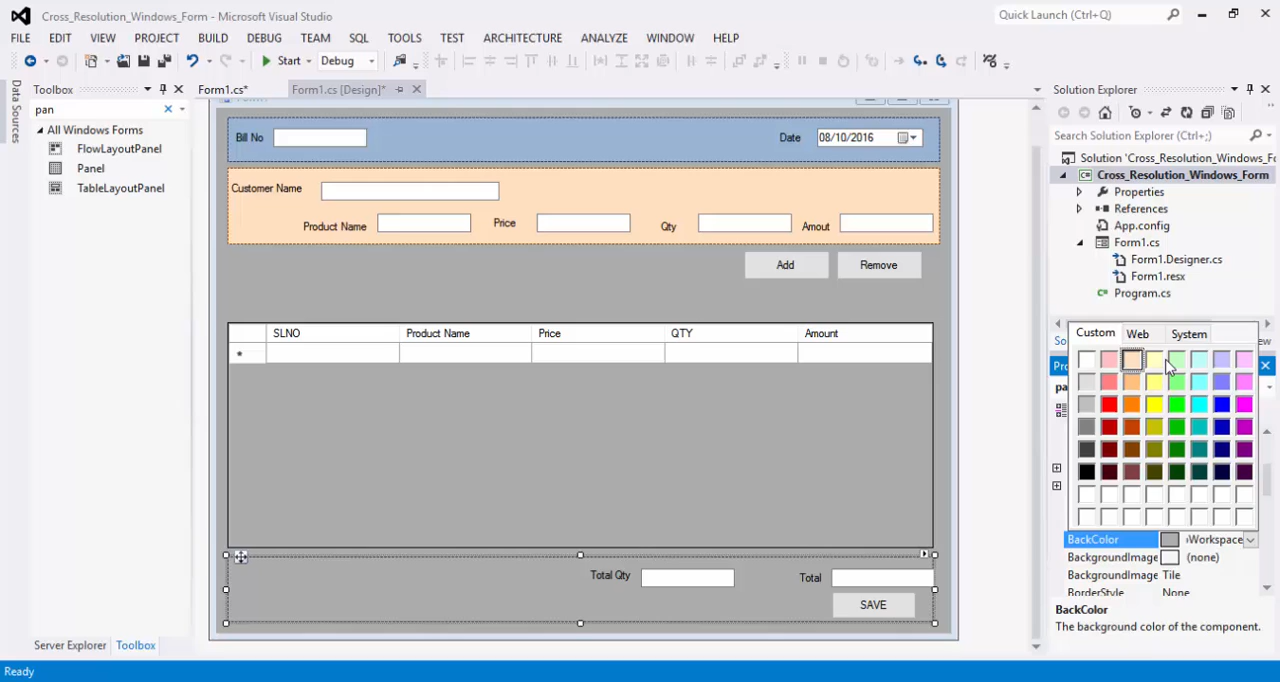 Cross_Resolution_Windows_Form - Microsoft Visual Studio
Quick Launch (Ctrl+Q)
FILE EDIT VIEW PROJECT BUILD DEBUG TEAM SQL TOOLS TEST ARCHITECTURE ANALYZE WINDOW HELP
Start Debug
Data Sources
Toolbox
pan
All Windows Forms
FlowLayoutPanel
Panel
TableLayoutPanel
Server Explorer Toolbox
Form1.cs* Form1.cs [Design]*
Bill No Date 08/10/2016
Customer Name
Product Name Price Qty Amout
Add Remove
SLNO Product Name Price QTY Amount
*
Total Qty Total
SAVE
Solution Explorer
Search Solution Explorer (Ctrl+;)
Solution 'Cross_Resolution_Windows_F
Cross_Resolution_Windows_Form
Properties
References
App.config
Form1.cs
Form1.Designer.cs
Form1.resx
Program.cs
Custom Web System
BackColor Workspace
BackgroundImage (none)
BackgroundImage Tile
BorderStyle None
BackColor
The background color of the component.
Ready